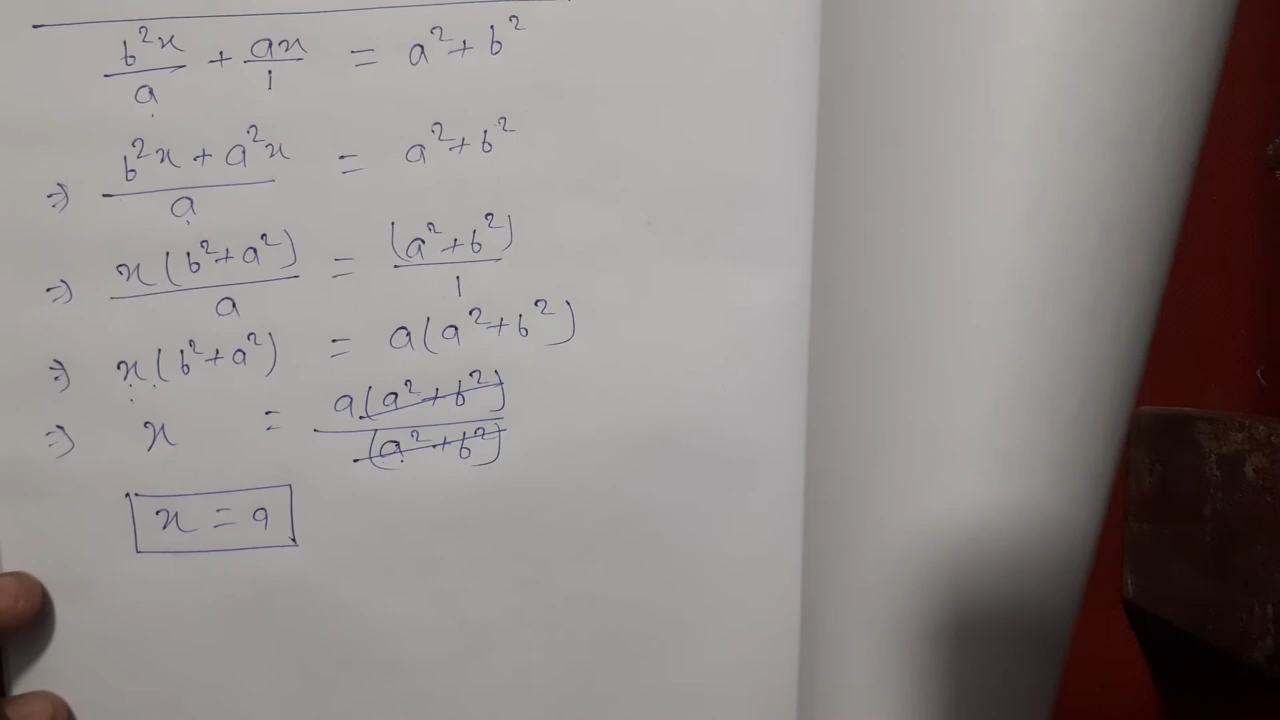 b²x/a + ax/1 = a²+b²
⇒ (b²x + a²x)/a = a²+b²
⇒ x(b²+a²)/a = (a²+b²)/1
⇒ x(b²+a²) = a(a²+b²)
⇒ x = a(a²+b²)/(a²+b²)
x = a